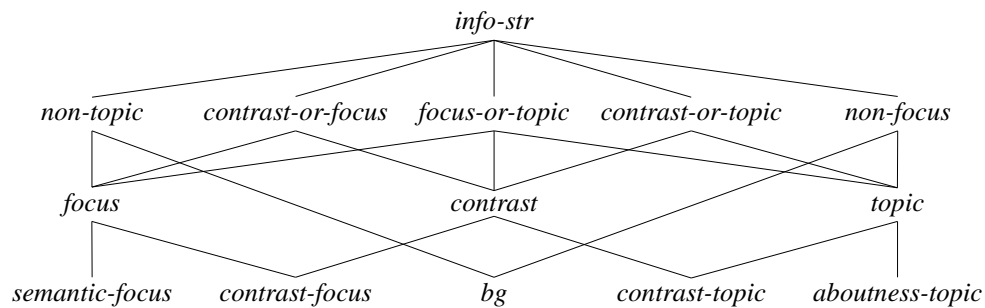 info-str
non-topic contrast-or-focus focus-or-topic contrast-or-topic non-focus
focus contrast topic
semantic-focus contrast-focus bg contrast-topic aboutness-topic